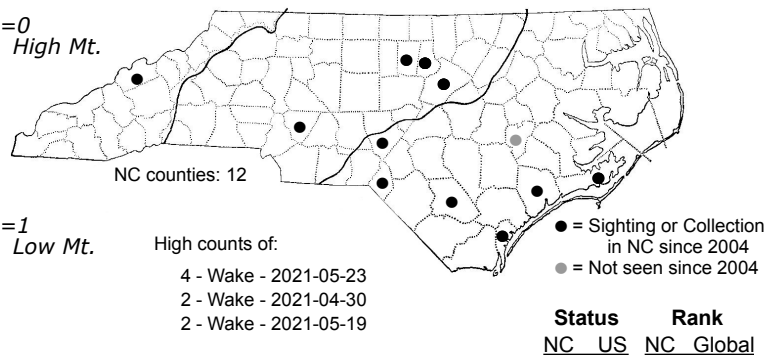 =0
High Mt.
NC counties: 12
=1
Low Mt.
High counts of:
4 - Wake - 2021-05-23
2 - Wake - 2021-04-30
2 - Wake - 2021-05-19
= Sighting or Collection
in NC since 2004
= Not seen since 2004
Status Rank
NC US NC Global